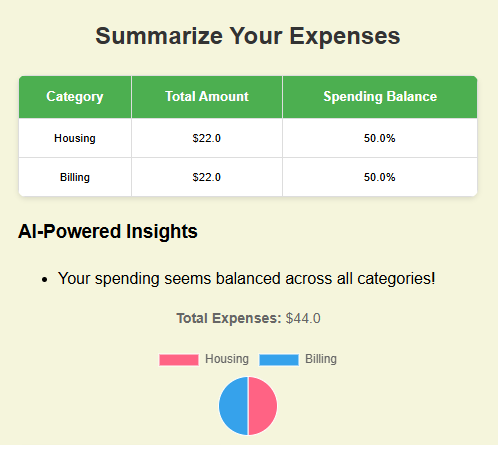 Summarize Your Expenses
Category Total Amount Spending Balance
Housing $22.0 50.0%
Billing $22.0 50.0%
AI-Powered Insights
• Your spending seems balanced across all categories!
Total Expenses: $44.0
Housing Billing